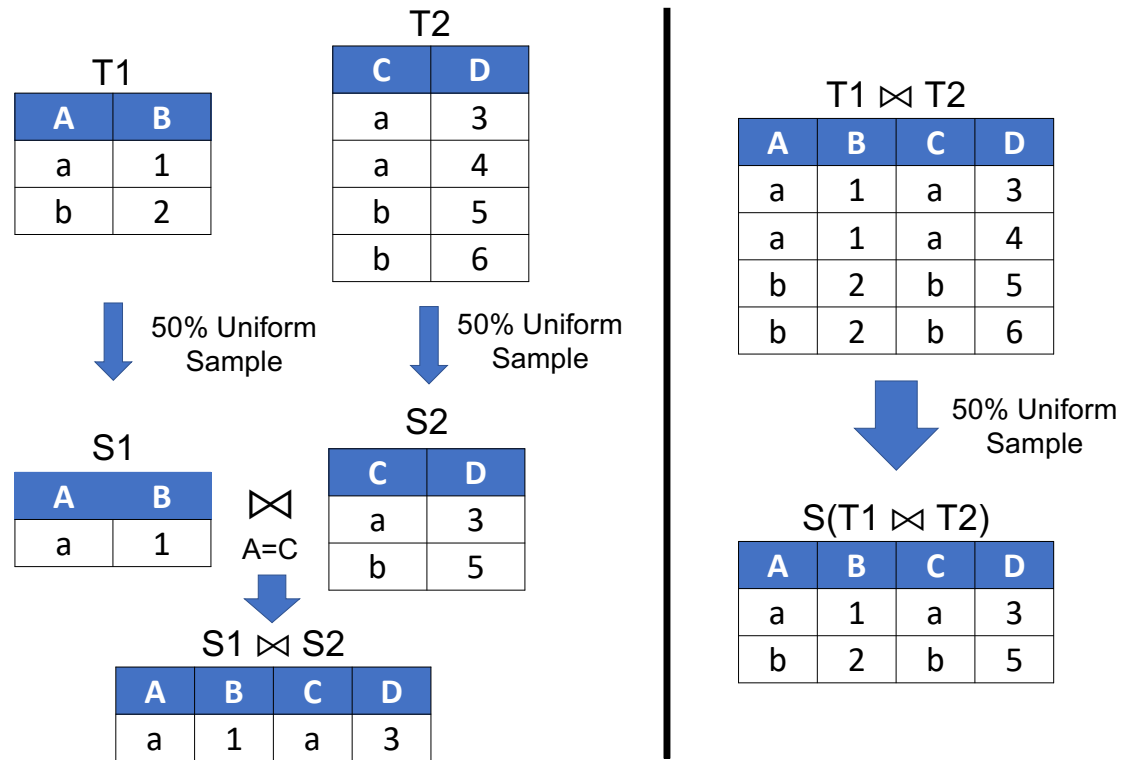 T1
A B
a 1
b 2
T2
C D
a 3
a 4
b 5
b 6
50% Uniform
Sample
50% Uniform
Sample
S1
A B
a 1
⋈
A=C
S2
C D
a 3
b 5
S1 ⋈ S2
A B C D
a 1 a 3
T1 ⋈ T2
A B C D
a 1 a 3
a 1 a 4
b 2 b 5
b 2 b 6
50% Uniform
Sample
S(T1 ⋈ T2)
A B C D
a 1 a 3
b 2 b 5